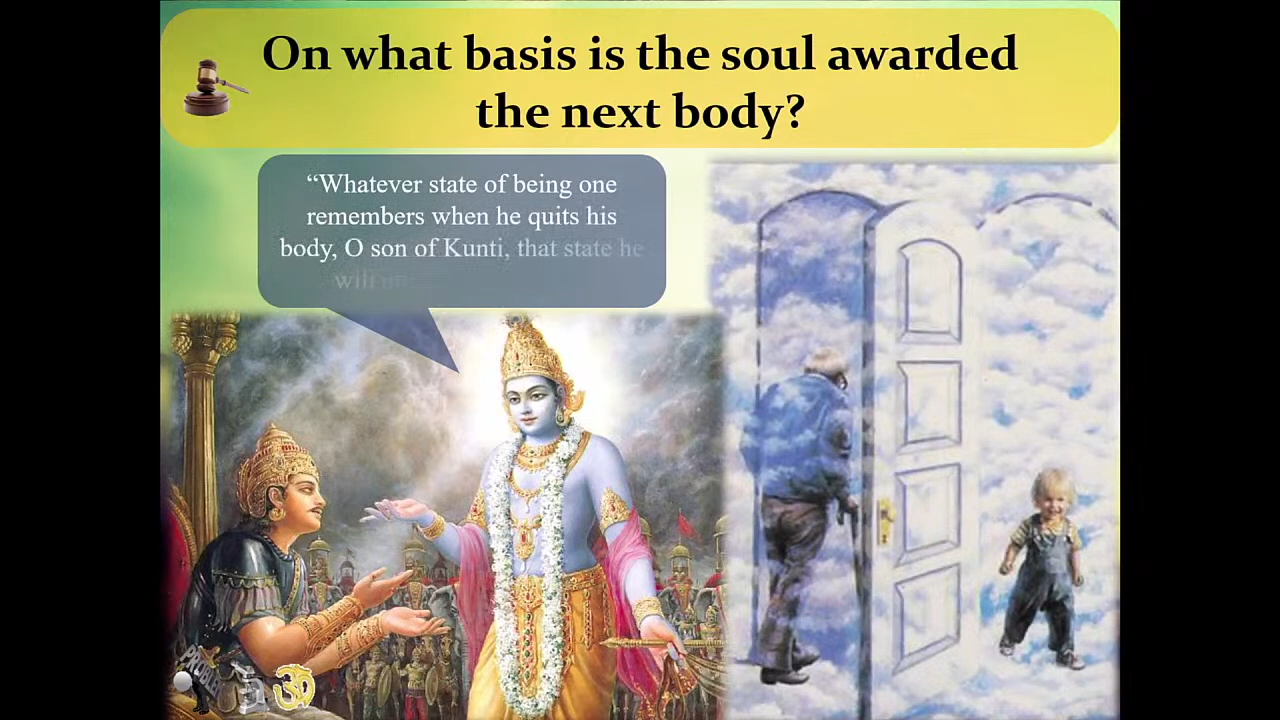 On what basis is the soul awarded
the next body?
“Whatever state of being one
remembers when he quits his
body, O son of Kunti, that state he
will
ॐ